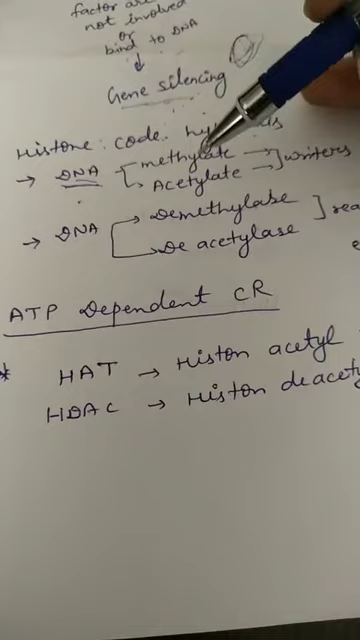 factor are
not involved
or
bind to DNA
↓
Gene silencing
Histone code
→ DNA methylate → writers
Acetylate →
→ DNA → Demethylase
→ De acetylase
ATP Dependent CR
* HAT → Histon acetyl
HDAC → Histon deacety